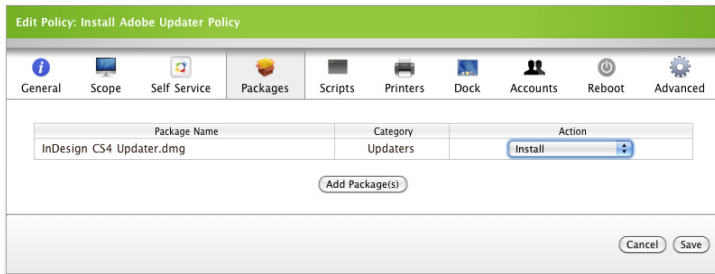 Edit Policy: Install Adobe Updater Policy
General Scope Self Service Packages Scripts Printers Dock Accounts Reboot Advanced
Package Name Category Action
InDesign CS4 Updater.dmg Updaters Install
Add Package(s)
Cancel Save